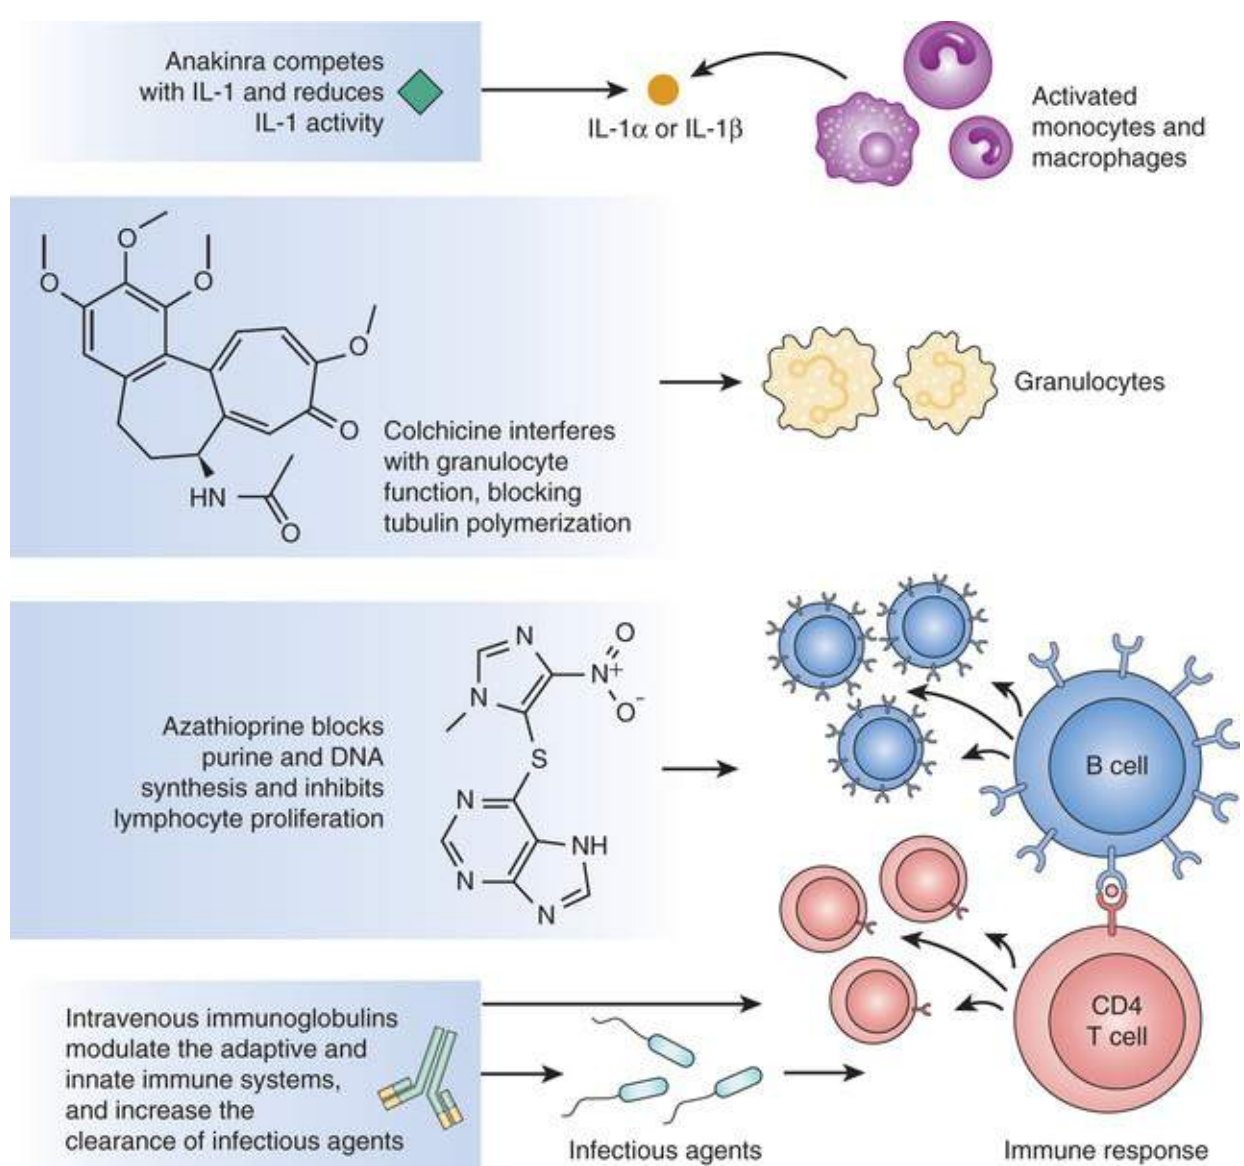 Anakinra competes
with IL-1 and reduces
IL-1 activity
IL-1α or IL-1β
Activated
monocytes and
macrophages
O
O
O
O
O
HN
O
Colchicine interferes
with granulocyte
function, blocking
tubulin polymerization
Granulocytes
Azathioprine blocks
purine and DNA
synthesis and inhibits
lymphocyte proliferation
N
N
N+
O
O-
S
N
N
NH
N
B cell
CD4
T cell
Intravenous immunoglobulins
modulate the adaptive and
innate immune systems,
and increase the
clearance of infectious agents
Infectious agents
Immune response